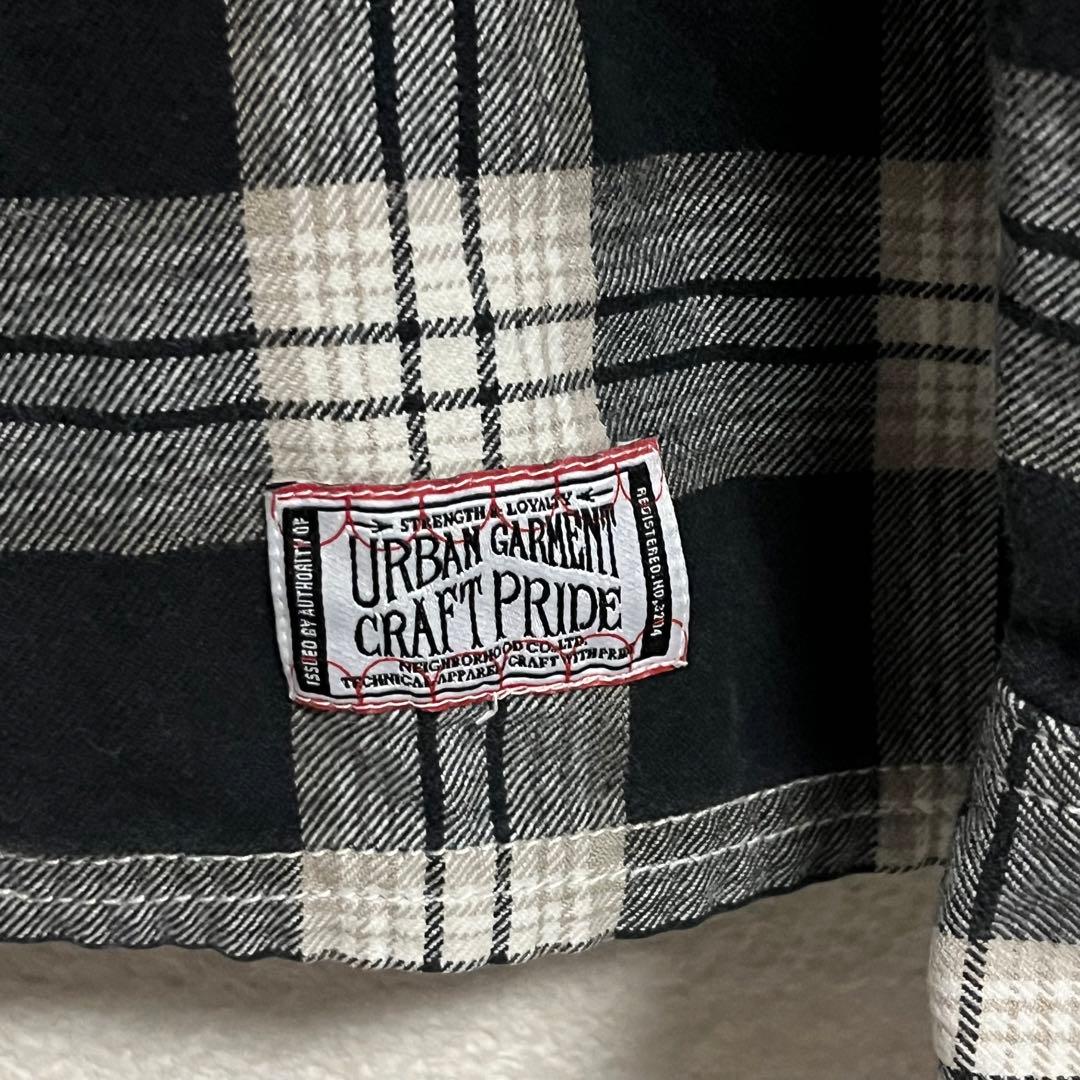 ISSUED BY AUTHORITY OF
STRENGTH & LOYALTY
URBAN GARMENT
CRAFT PRIDE
NEIGHBORHOOD CO., LTD.
TECHNICAL APPAREL CRAFT WITH PRIDE
REGISTERED. NO, 3204